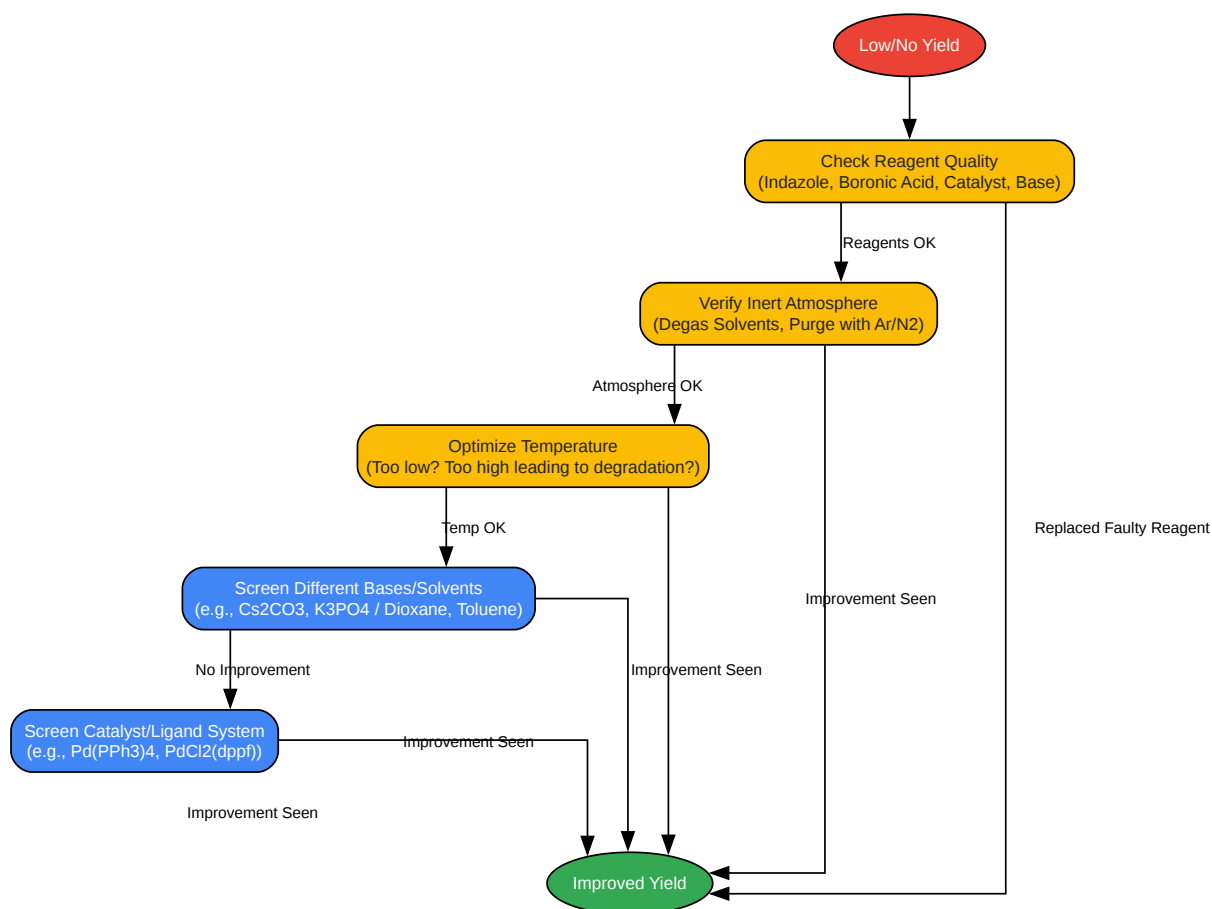 Low/No Yield
Check Reagent Quality
(Indazole, Boronic Acid, Catalyst, Base)
Reagents OK
Verify Inert Atmosphere
(Degas Solvents, Purge with Ar/N2)
Atmosphere OK
Optimize Temperature
(Too low? Too high leading to degradation?)
Temp OK
Replaced Faulty Reagent
Screen Different Bases/Solvents
(e.g., Cs2CO3, K3PO4 / Dioxane, Toluene)
Improvement Seen
No Improvement
Improvement Seen
Screen Catalyst/Ligand System
(e.g., Pd(PPh3)4, PdCl2(dppf))
Improvement Seen
Improvement Seen
Improved Yield